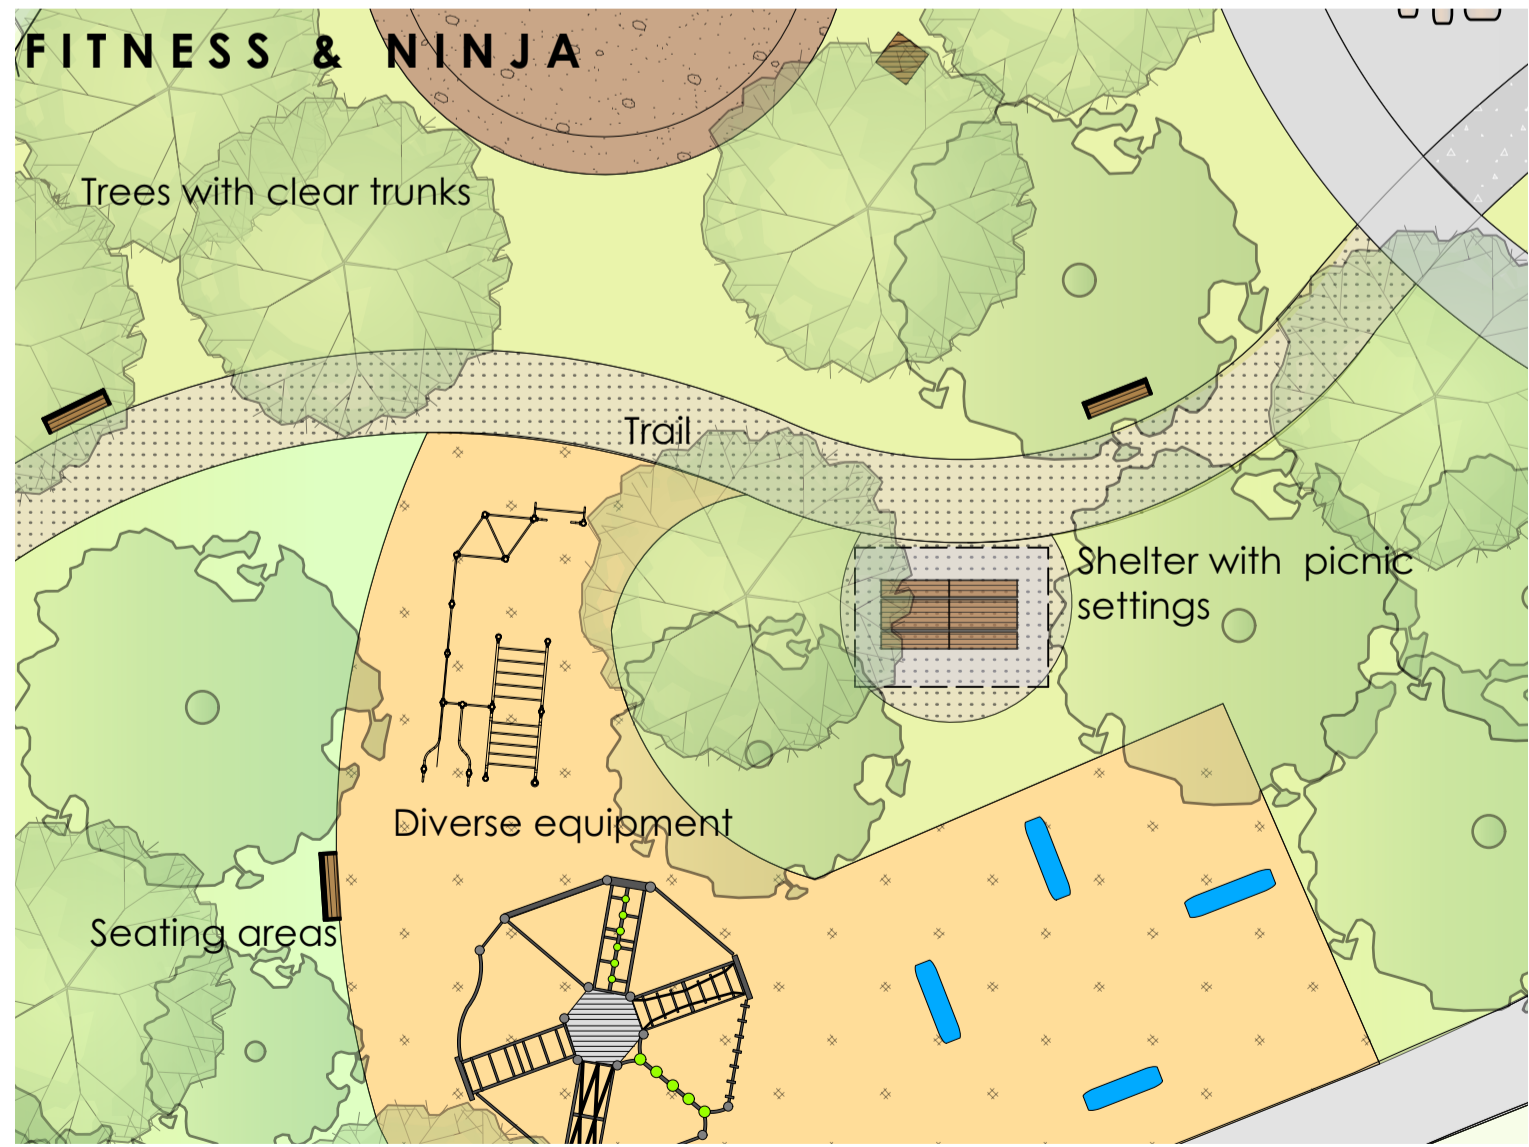 FITNESS & NINJA
Trees with clear trunks
Trail
Shelter with picnic
settings
Diverse equipment
Seating areas